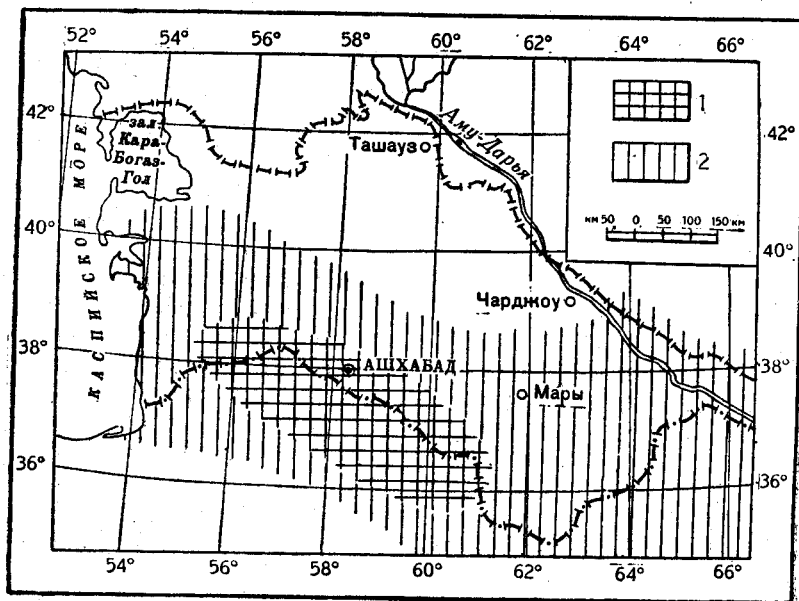 52° 54° 56° 58° 60° 62° 64° 66°
42°
42°
зал.
Кара-
Богаз-
Гол
Ташауз
Аму-Дарья
1
2
км 50 0 50 100 150 км
40°
40°
КАСПИЙСКОЕ МОРЕ
Чарджоу
38°
38°
АШХАБАД
Мары
36°
36°
54° 56° 58° 60° 62° 64° 66°